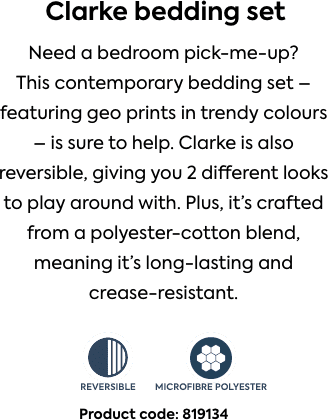 Clarke bedding set
Need a bedroom pick-me-up?
This contemporary bedding set –
featuring geo prints in trendy colours
– is sure to help. Clarke is also
reversible, giving you 2 different looks
to play around with. Plus, it’s crafted
from a polyester-cotton blend,
meaning it’s long-lasting and
crease-resistant.
REVERSIBLE MICROFIBRE POLYESTER
Product code: 819134